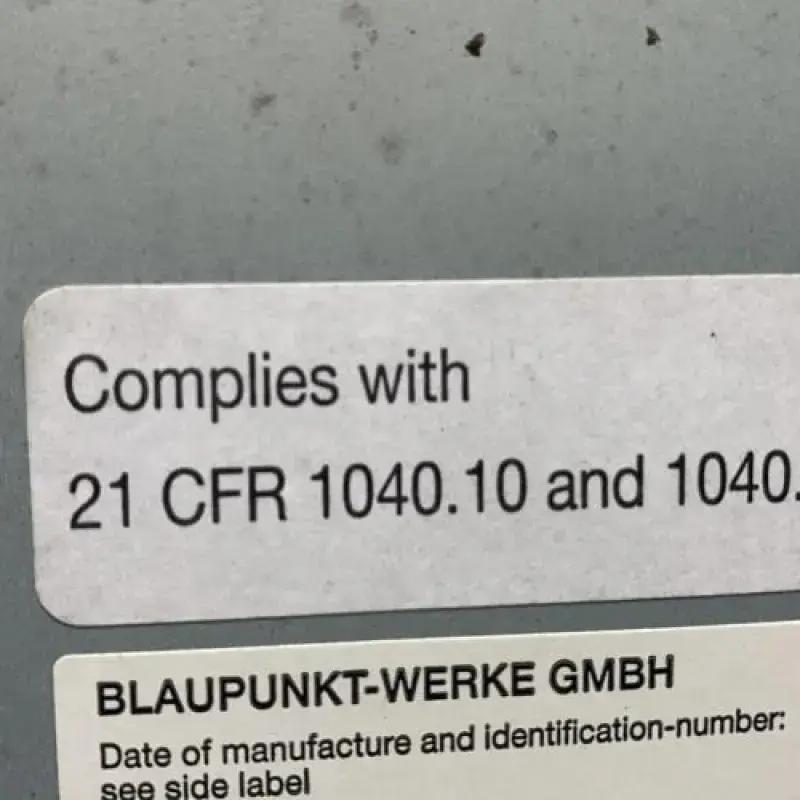 Complies with
21 CFR 1040.10 and 1040.
BLAUPUNKT-WERKE GMBH
Date of manufacture and identification-number:
see side label